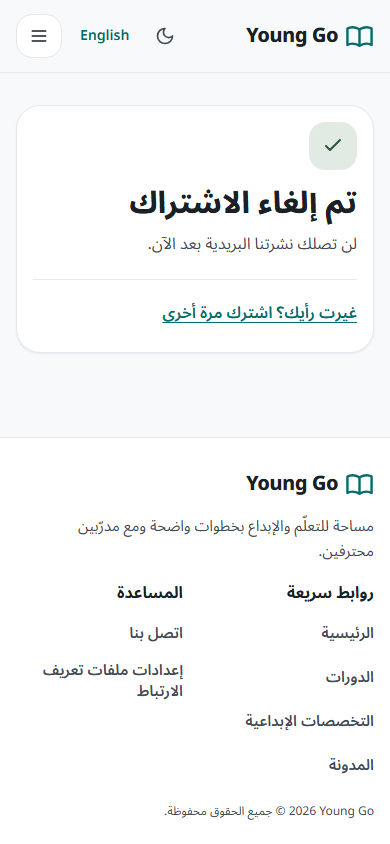 Young Go
English
تم إلغاء الاشتراك
لن تصلك نشرتنا البريدية بعد الآن.
غيرت رأيك؟ اشترك مرة أخرى
Young Go
مساحة للتعلّم والإبداع بخطوات واضحة ومع مدرّبين
محترفين.
روابط سريعة
الرئيسية
الدورات
التخصصات الإبداعية
المدونة
المساعدة
اتصل بنا
إعدادات ملفات تعريف
الارتباط
© 2026 Young Go جميع الحقوق محفوظة.